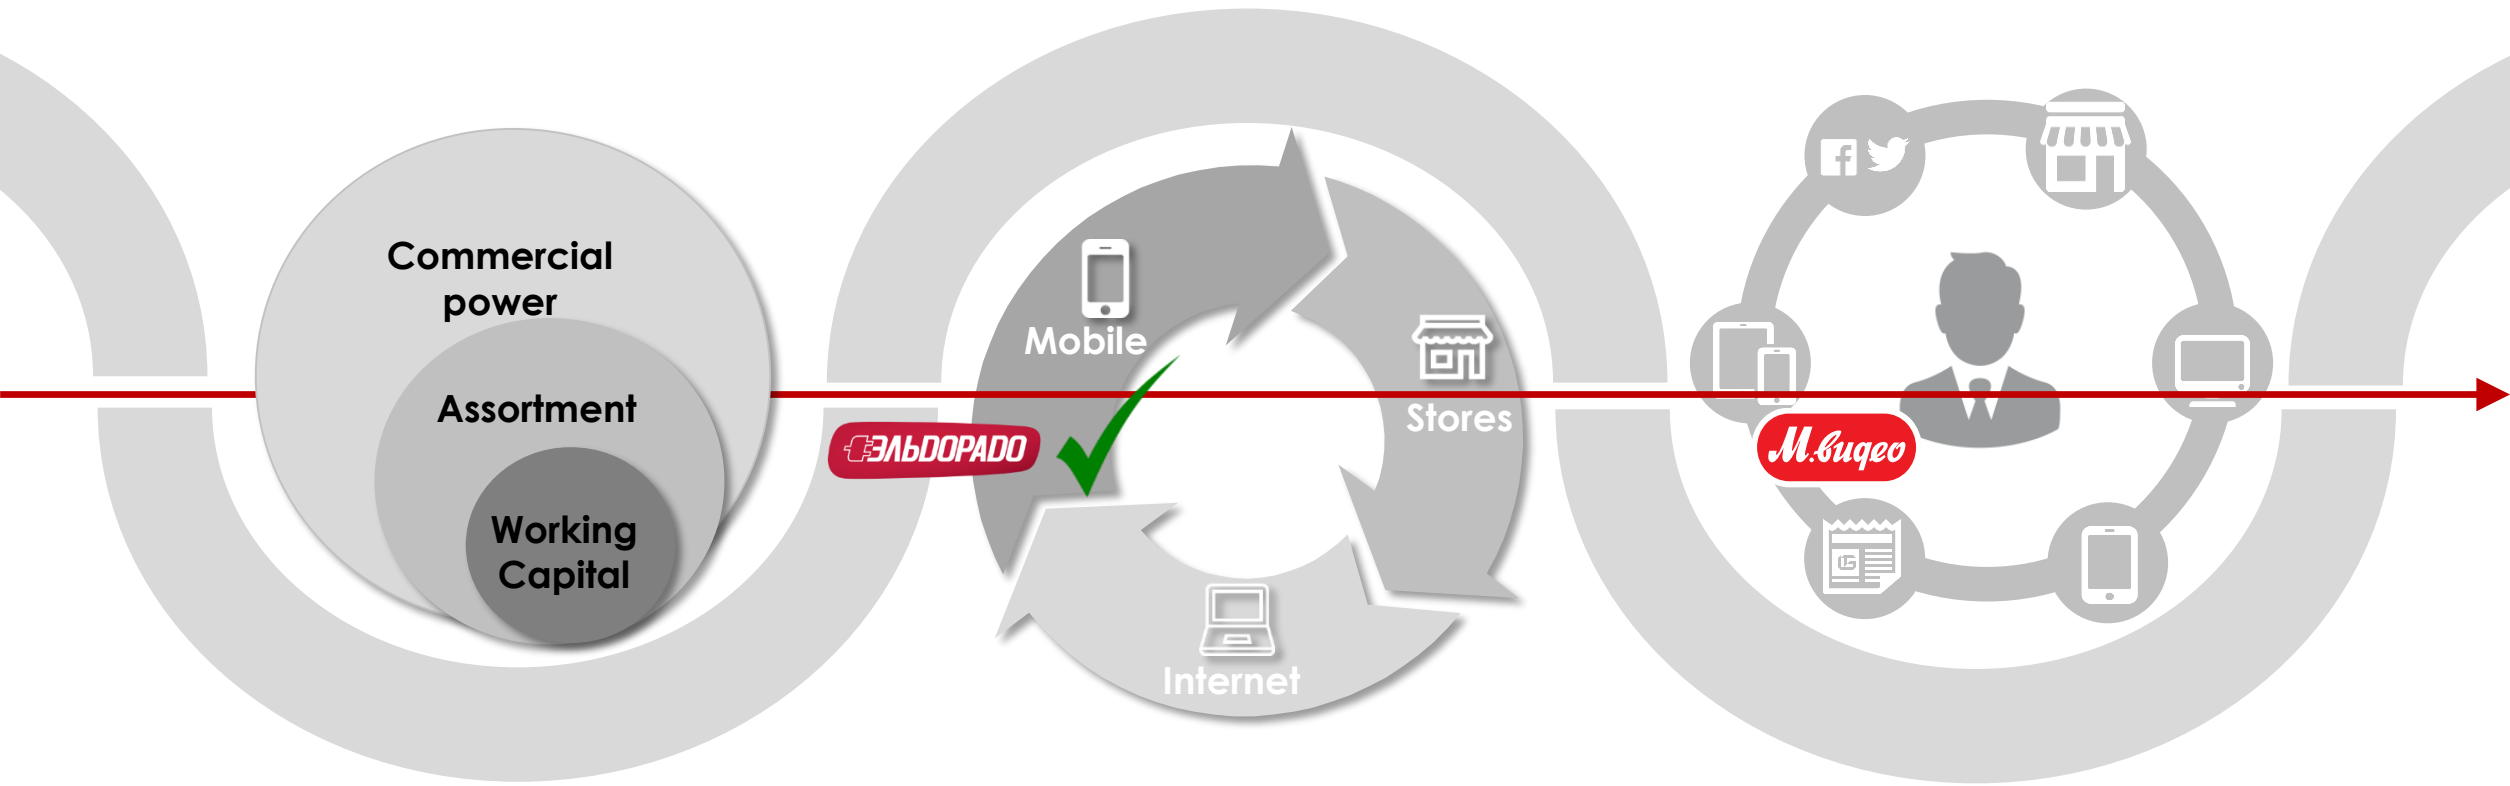 Commercial
power
Assortment
Working
Capital
Mobile
Stores
Internet
ЭЛЬДОРАДО
М.видео